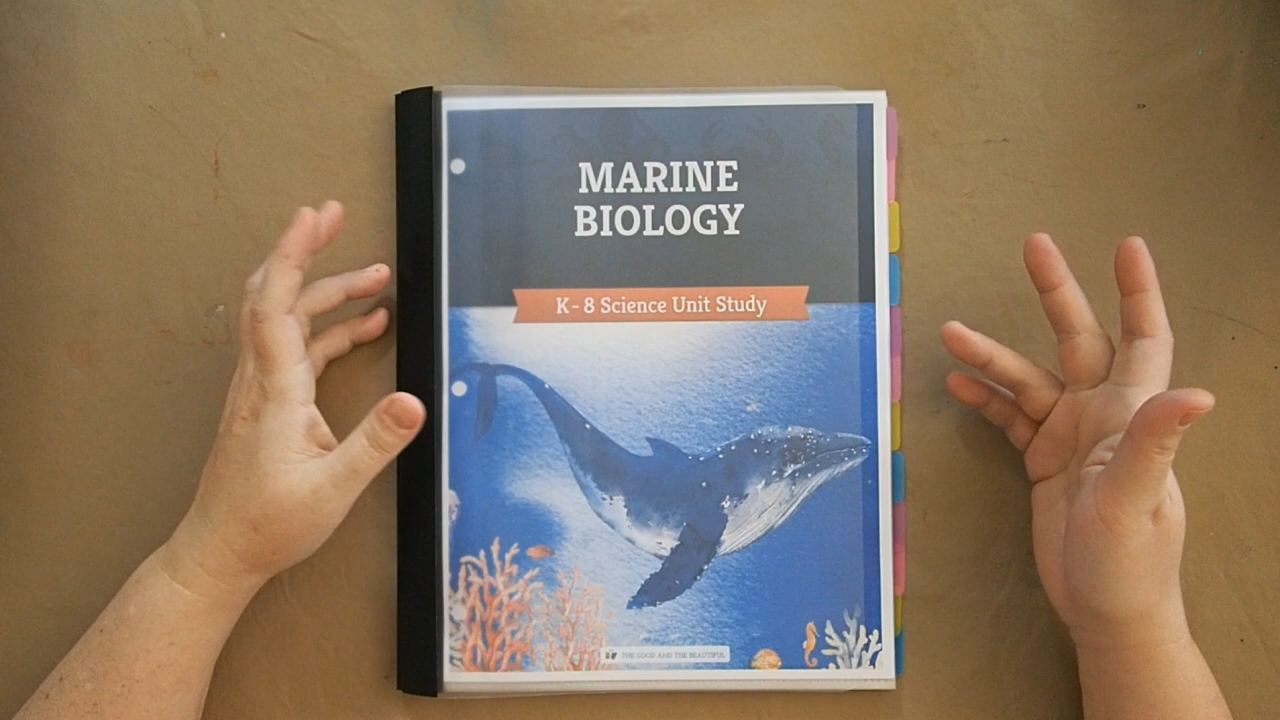 MARINE
BIOLOGY
K-8 Science Unit Study
THE GOOD AND THE BEAUTIFUL